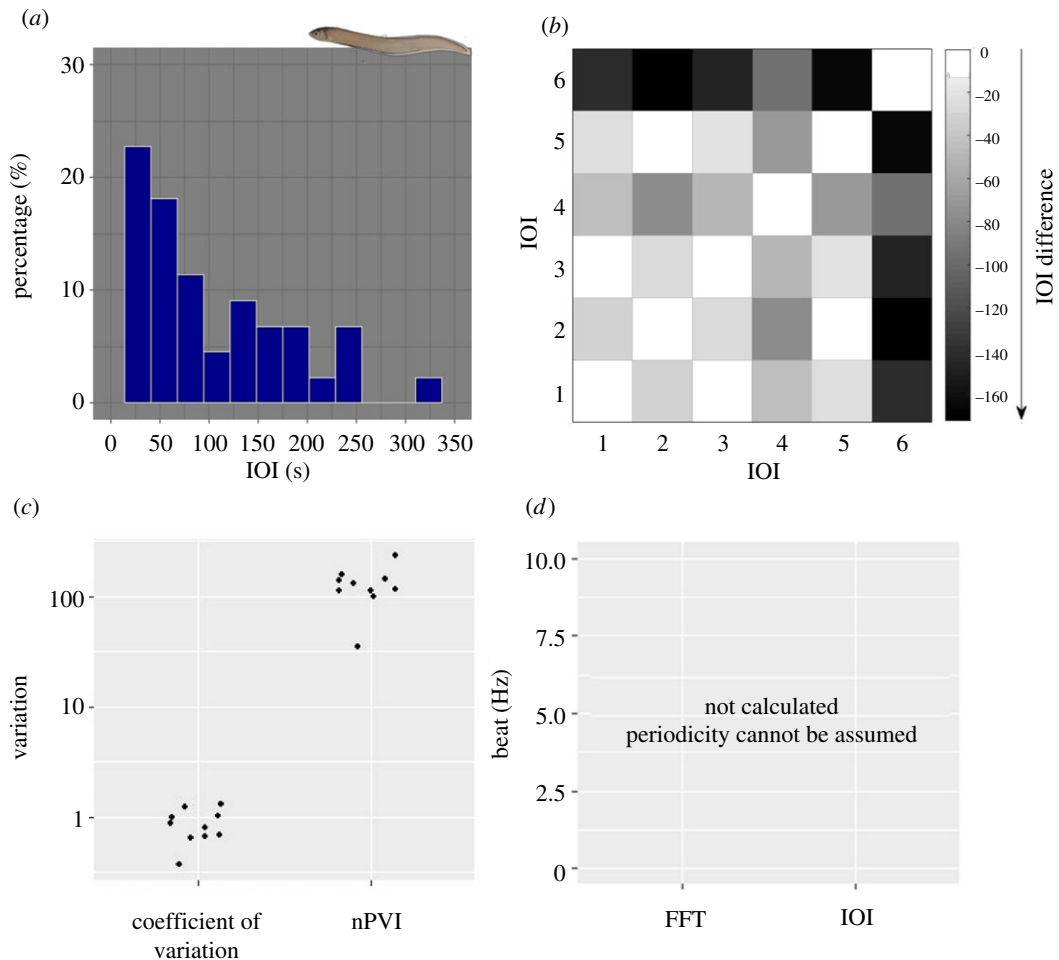 (a)
percentage (%)
30
20
10
0
0 50 100 150 200 250 300 350
IOI (s)
(b)
IOI
6
5
4
3
2
1
1 2 3 4 5 6
IOI
0
–20
–40
–60
–80
–100
–120
–140
–160
IOI difference
(c)
variation
100
10
1
coefficient of
variation
nPVI
(d)
beat (Hz)
10.0
7.5
5.0
2.5
0
not calculated
periodicity cannot be assumed
FFT IOI